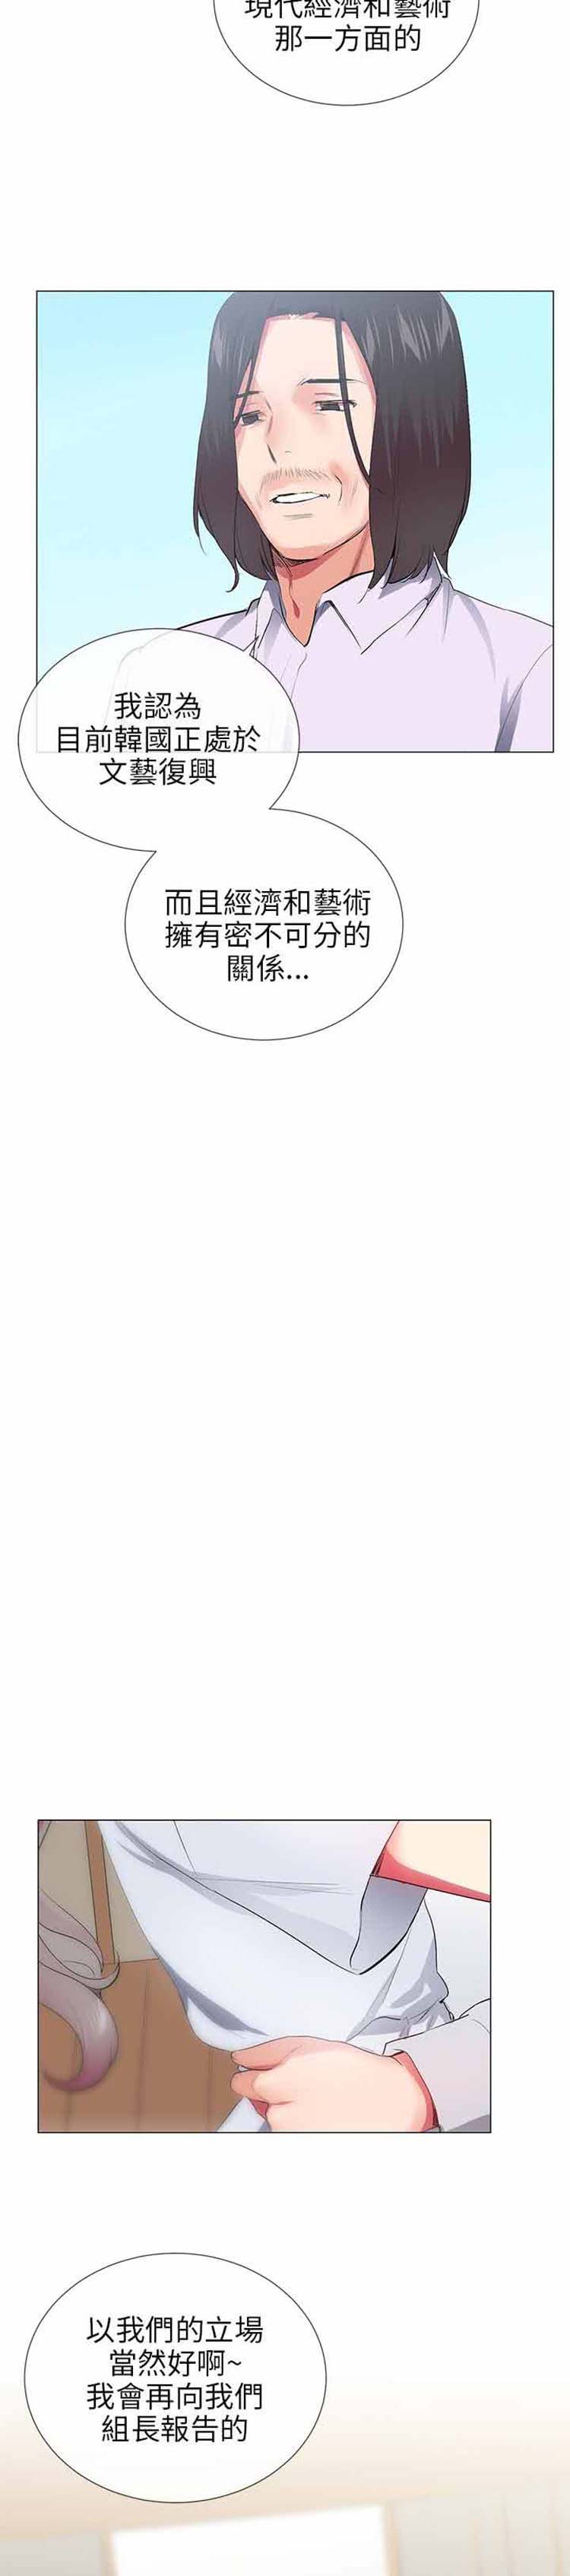 現代經濟和藝術
那一方面的
我認為
目前韓國正處於
文藝復興
而且經濟和藝術
擁有密不可分的
關係...
以我們的立場
當然好啊~
我會再向我們
組長報告的